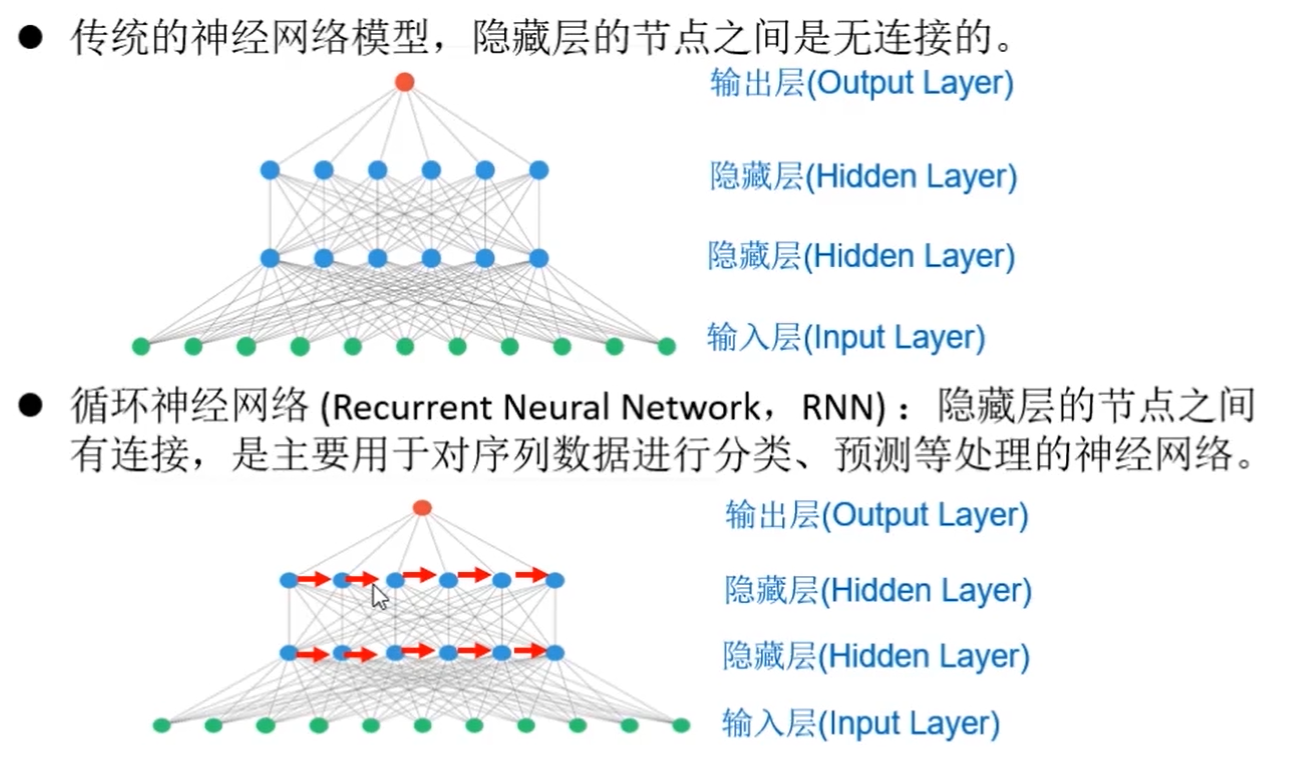 ● 传统的神经网络模型，隐藏层的节点之间是无连接的。
输出层(Output Layer)
隐藏层(Hidden Layer)
隐藏层(Hidden Layer)
输入层(Input Layer)
● 循环神经网络 (Recurrent Neural Network，RNN)：隐藏层的节点之间
有连接，是主要用于对序列数据进行分类、预测等处理的神经网络。
输出层(Output Layer)
隐藏层(Hidden Layer)
隐藏层(Hidden Layer)
输入层(Input Layer)